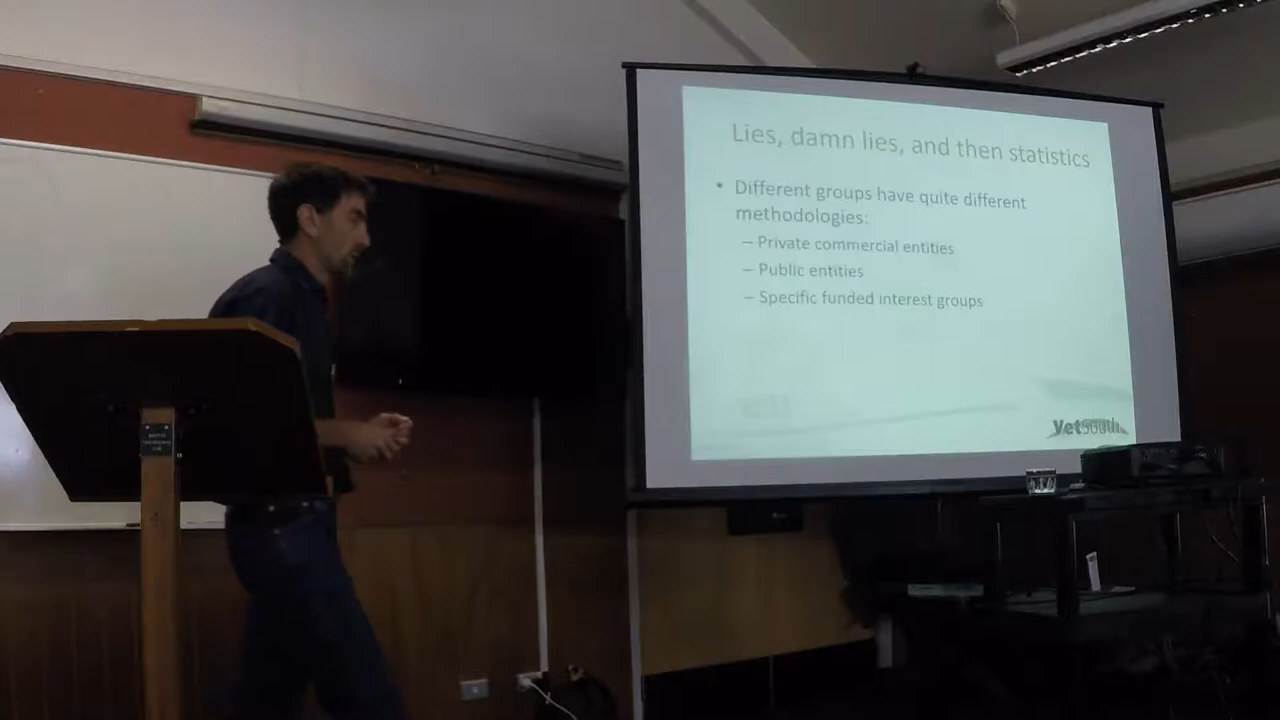 Lies, damn lies, and then statistics
• Different groups have quite different
methodologies:
– Private commercial entities
– Public entities
– Specific funded interest groups
VetSouth